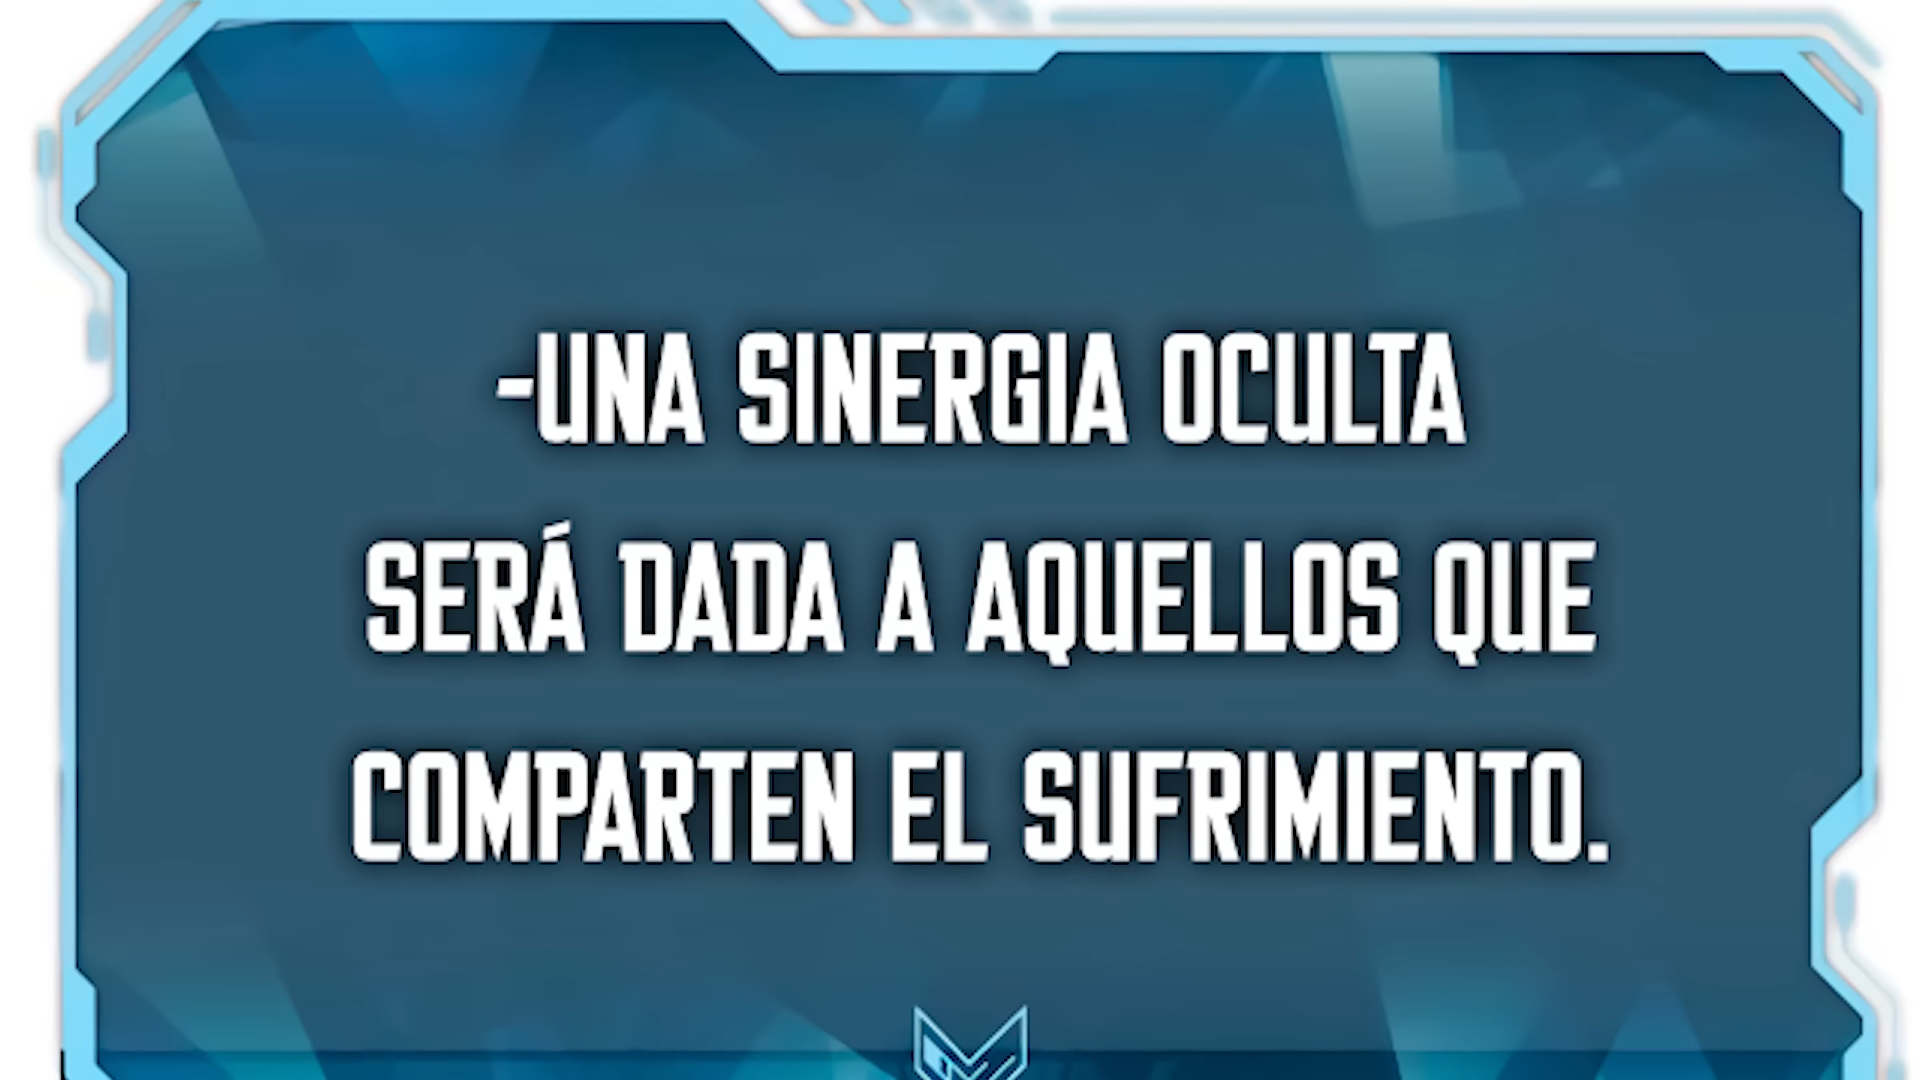 -UNA SINERGIA OCULTA
SERÁ DADA A AQUELLOS QUE
COMPARTEN EL SUFRIMIENTO.